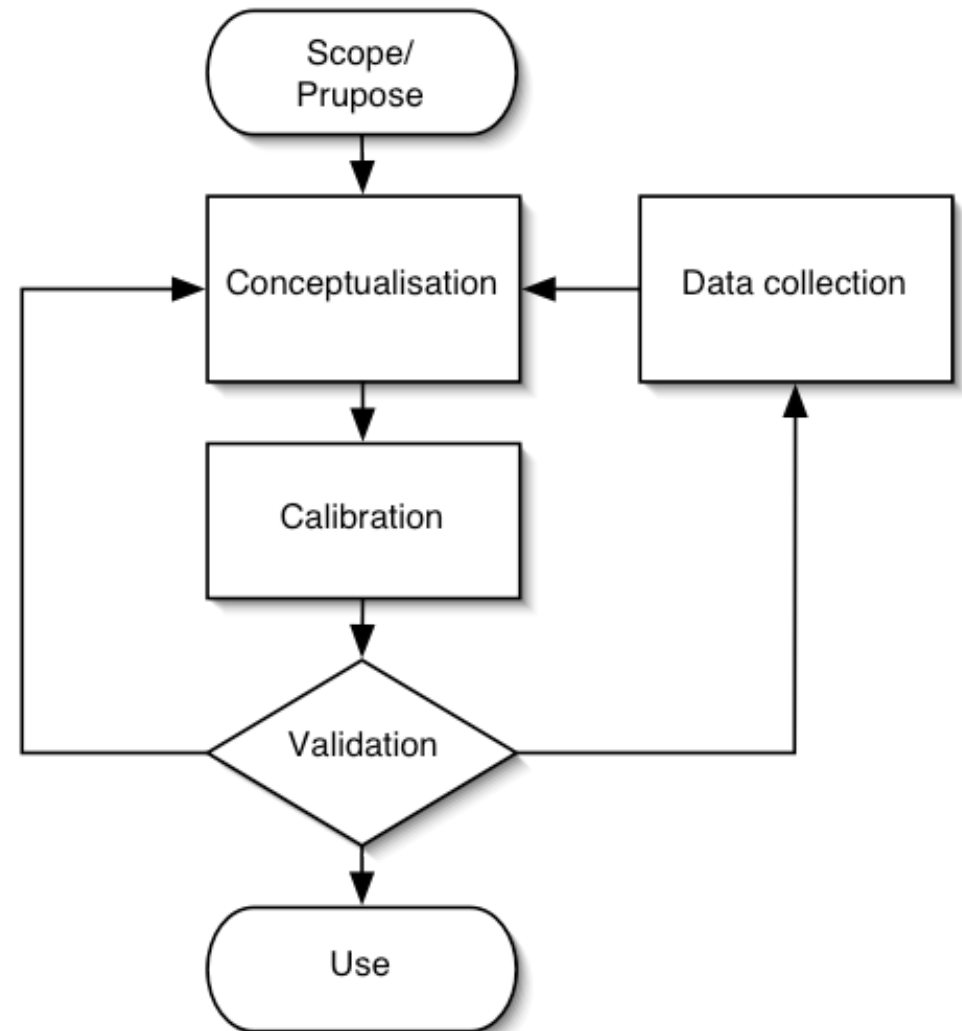 Scope/
Prupose
Conceptualisation
Data collection
Calibration
Validation
Use